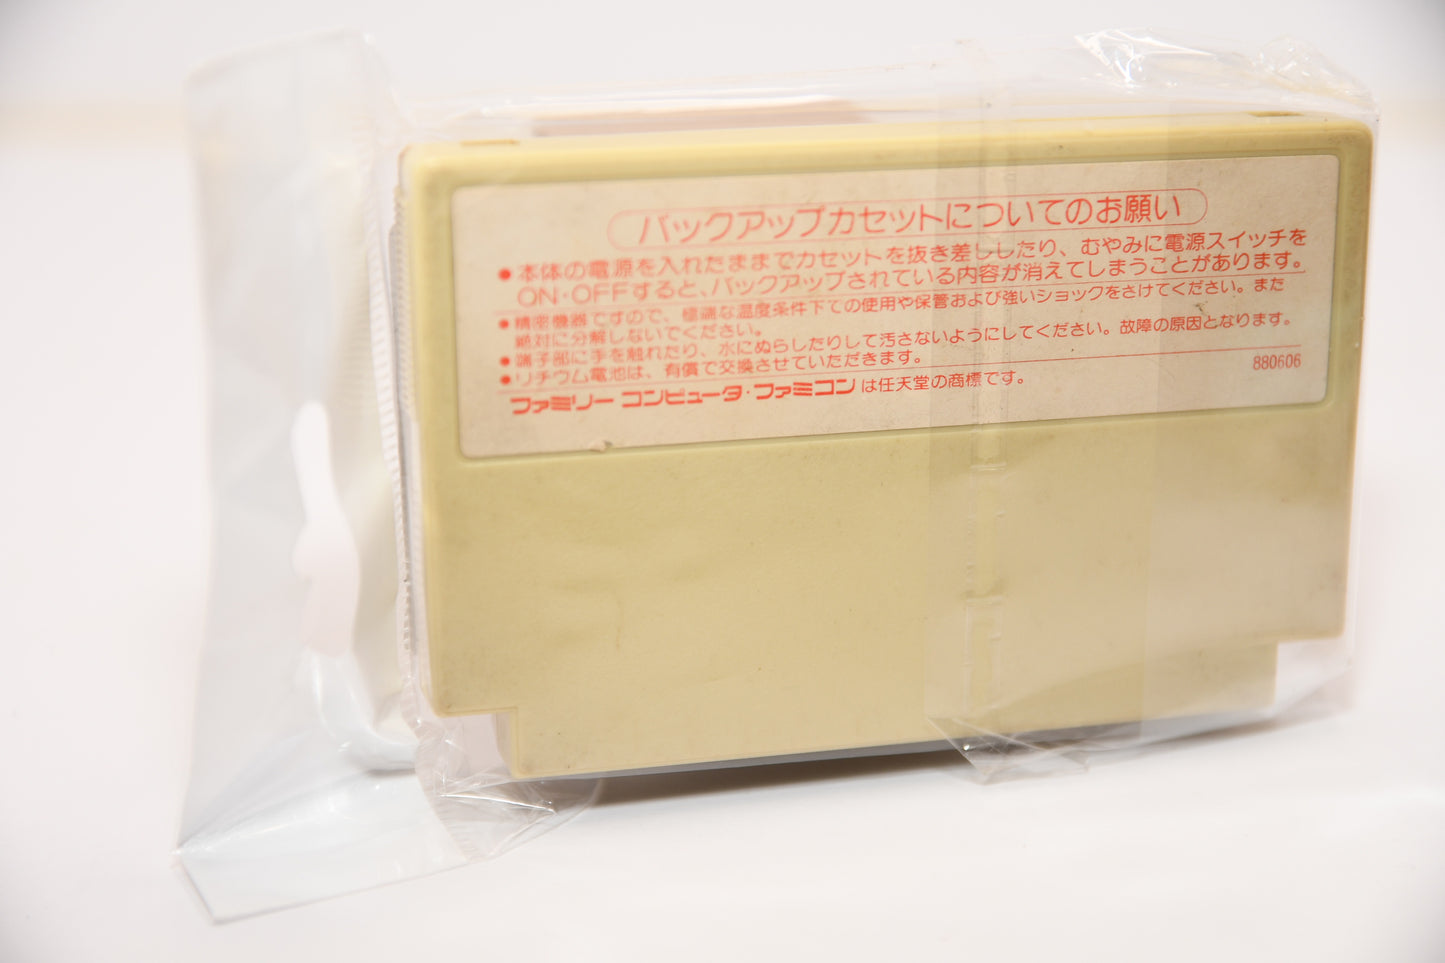 バックアップカセットについてのお願い
●本体の電源を入れたままでカセットを抜き差ししたり、むやみに電源スイッチを
ON・OFFすると、バックアップされている内容が消えてしまうことがあります。
●精密機器ですので、極端な温度条件下での使用や保管および強いショックをさけてください。また
絶対に分解しないでください。
●端子部に手を触れたり、水にぬらしたりして汚さないようにしてください。故障の原因となります。
●リチウム電池は、有償で交換させていただきます。
880606
ファミリー コンピュータ・ファミコン は任天堂の商標です。